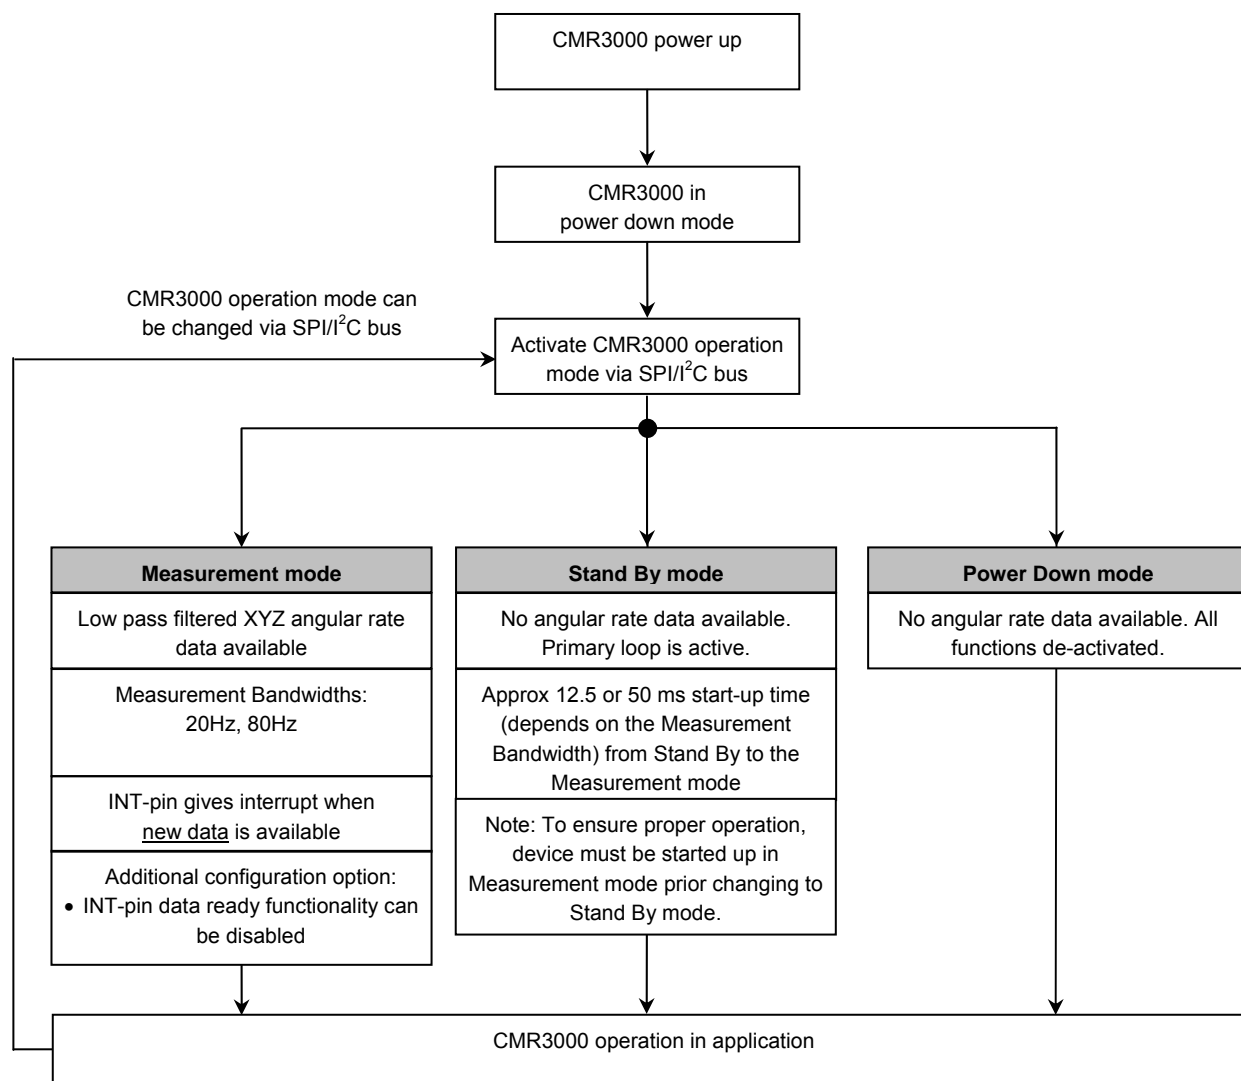 CMR3000 power up
CMR3000 in
power down mode
CMR3000 operation mode can
be changed via SPI/I²C bus
Activate CMR3000 operation
mode via SPI/I²C bus
Measurement mode
Low pass filtered XYZ angular rate
data available
Measurement Bandwidths:
20Hz, 80Hz
INT-pin gives interrupt when
new data is available
Additional configuration option:
• INT-pin data ready functionality can
be disabled
Stand By mode
No angular rate data available.
Primary loop is active.
Approx 12.5 or 50 ms start-up time
(depends on the Measurement
Bandwidth) from Stand By to the
Measurement mode
Note: To ensure proper operation,
device must be started up in
Measurement mode prior changing to
Stand By mode.
Power Down mode
No angular rate data available. All
functions de-activated.
CMR3000 operation in application